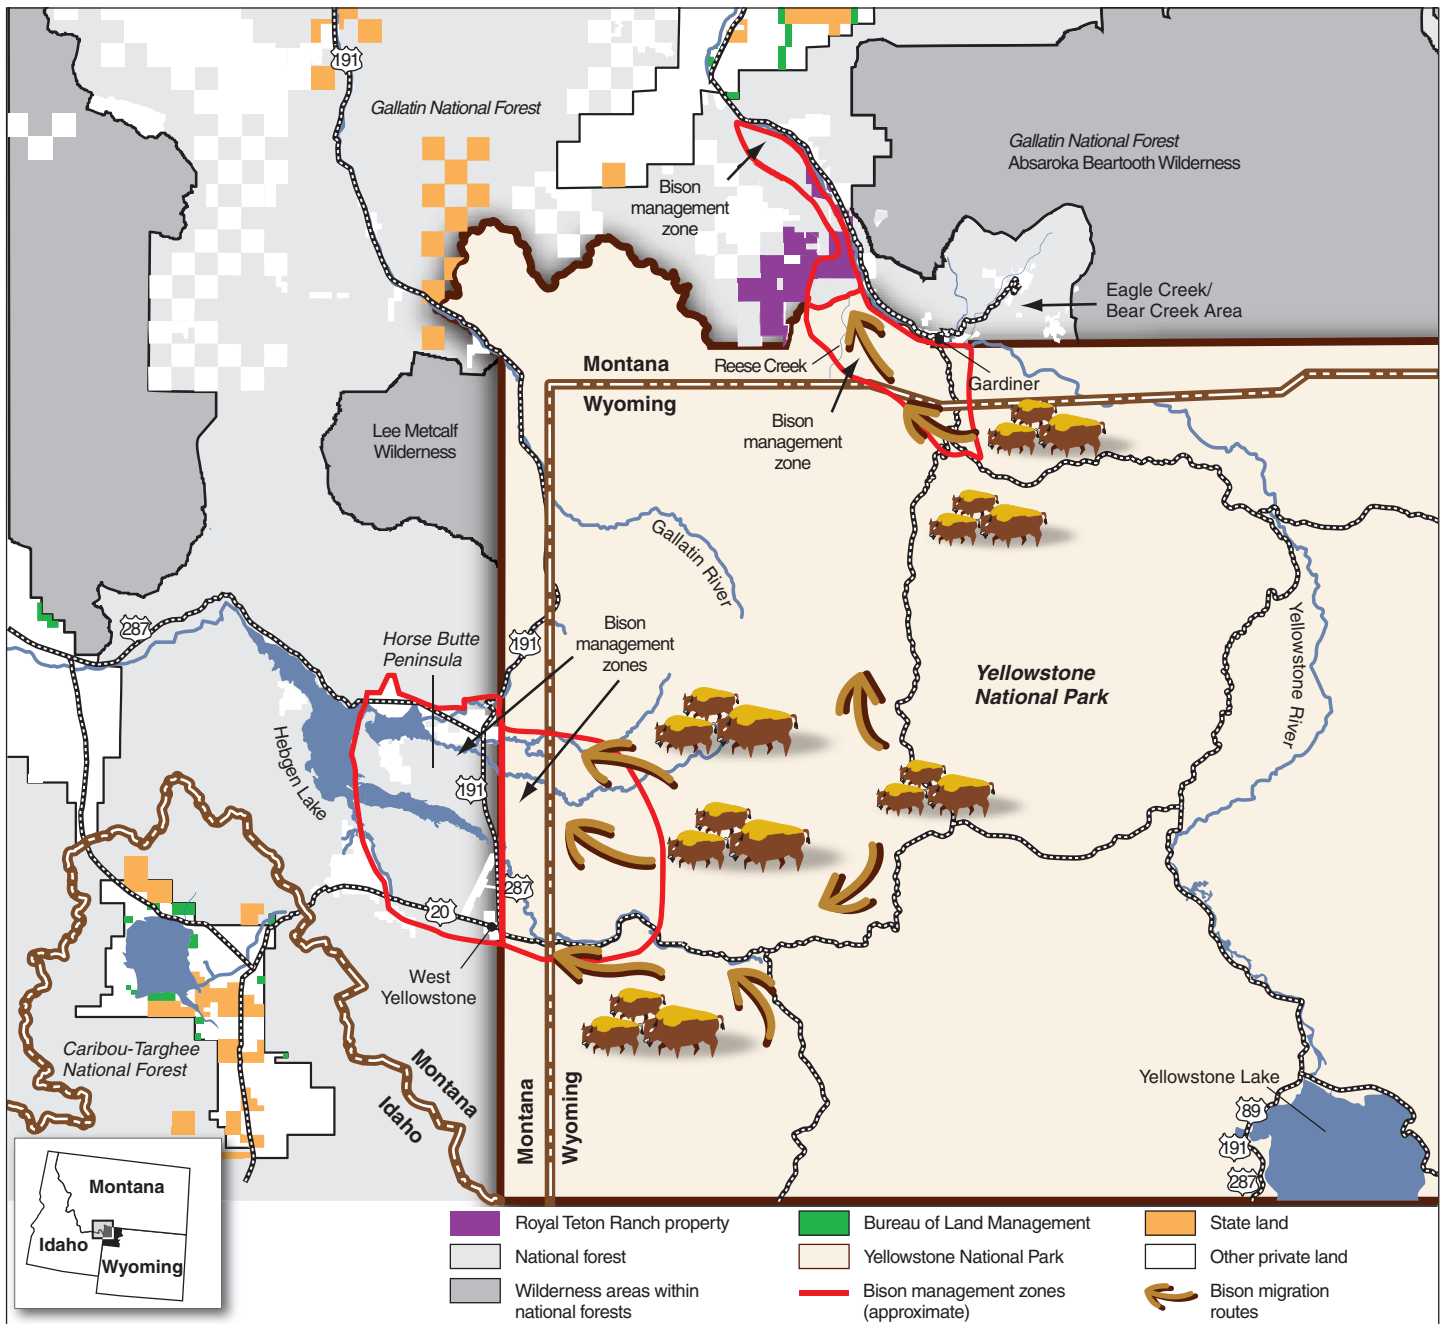 191
Gallatin National Forest
Gallatin National Forest
Absaroka Beartooth Wilderness
Bison
management
zone
Eagle Creek/
Bear Creek Area
Reese Creek
Gardiner
Montana
Wyoming
Bison
management
zone
Lee Metcalf
Wilderness
Gallatin River
287
Horse Butte
Peninsula
191
Bison
management
zones
Yellowstone
National Park
Yellowstone River
Hebgen Lake
191
287
20
West
Yellowstone
Caribou-Targhee
National Forest
Montana
Idaho
Montana
Wyoming
Yellowstone Lake
89
191
287
Montana
Idaho
Wyoming
Royal Teton Ranch property
National forest
Wilderness areas within
national forests
Bureau of Land Management
Yellowstone National Park
Bison management zones
(approximate)
State land
Other private land
Bison migration
routes